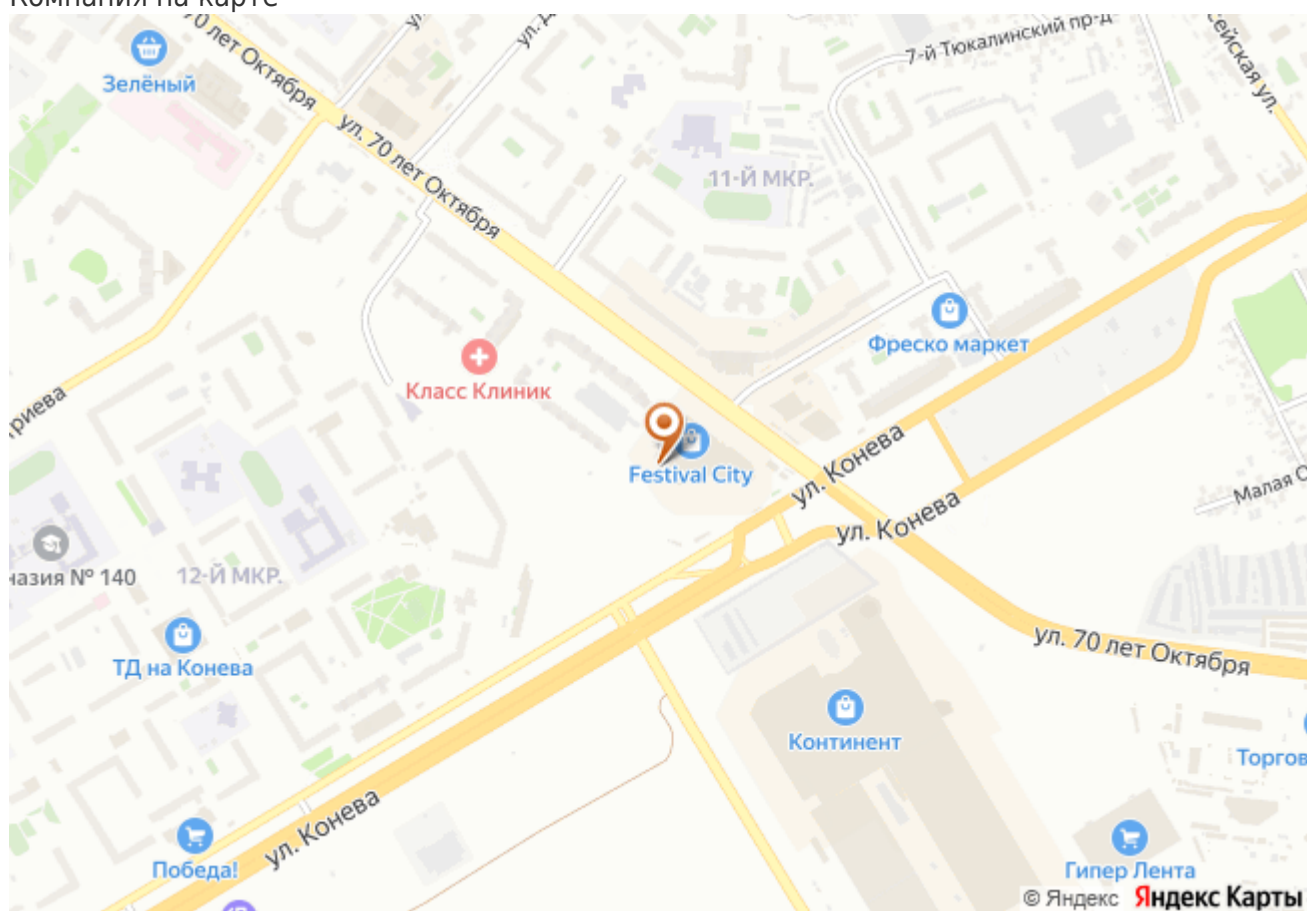 Компания на карте
70 лет Октября
Зелёный
7-й Тюкалинский пр-д
ул. 70 лет Октября
11-Й МКР.
Фреско маркет
Класс Клиник
Festival City
ул. Конева
ул. Конева
Малая
№ 140
12-Й МКР.
ТД на Конева
ул. 70 лет Октября
Континент
Торгов
ул. Конева
Победа!
Гипер Лента
© Яндекс Яндекс Карты